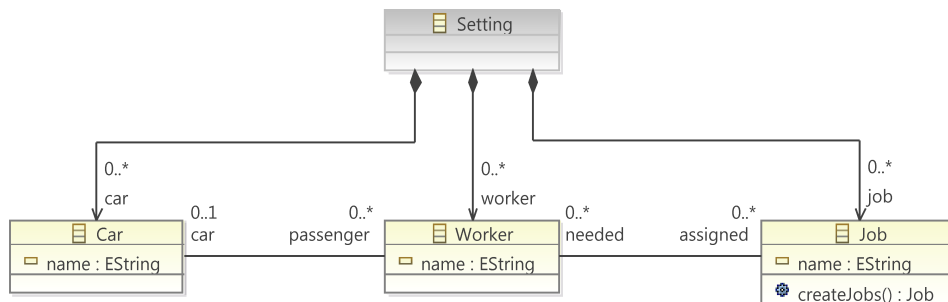 Setting
0..*
car
0..*
worker
0..*
job
Car
name : EString
0..1
car
0..*
passenger
Worker
name : EString
0..*
needed
0..*
assigned
Job
name : EString
createJobs() : Job